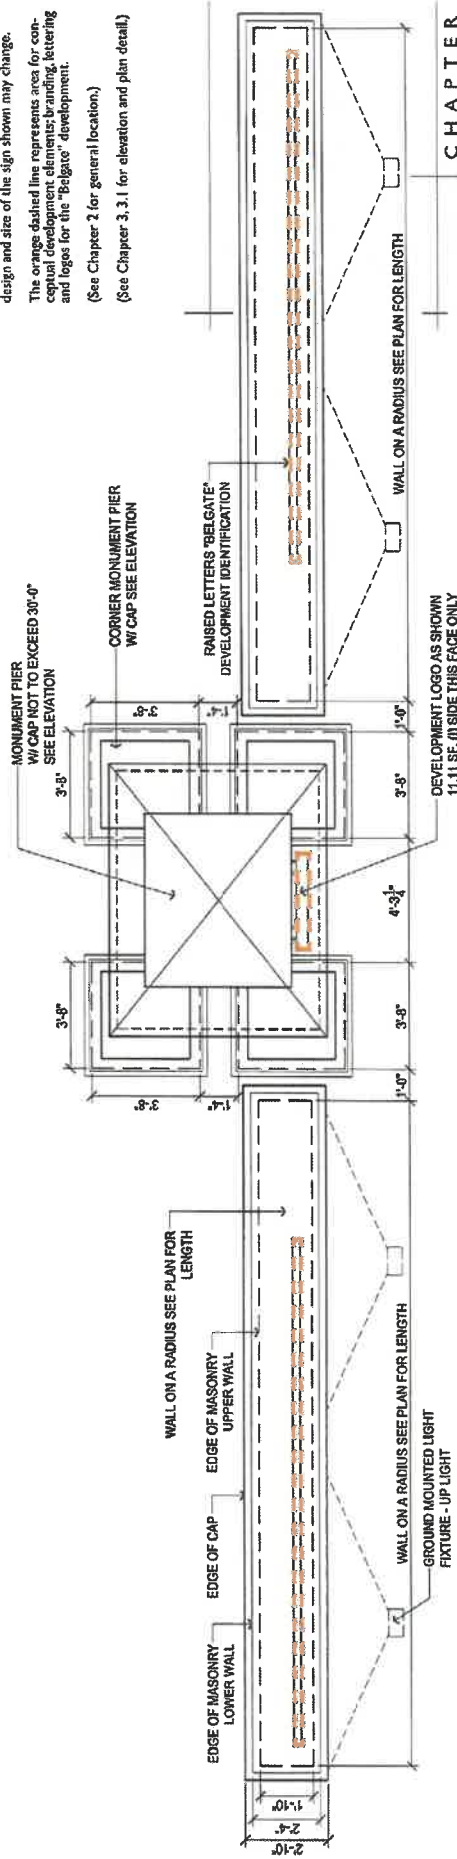 design and size of the sign shown may change.
The orange dashed line represents area for con-
ceptual development elements; branding, lettering
and logos for the "Belgate" development.
(See Chapter 2 for general location.)
(See Chapter 3, 3.1 for elevation and plan detail.)
CHAPTER
MONUMENT PIER
W/ CAP NOT TO EXCEED 30'-0"
SEE ELEVATION
CORNER MONUMENT PIER
W/ CAP SEE ELEVATION
RAISED LETTERS "BELGATE"
DEVELOPMENT IDENTIFICATION
WALL ON A RADIUS SEE PLAN FOR
LENGTH
EDGE OF MASONRY
UPPER WALL
EDGE OF CAP
EDGE OF MASONRY
LOWER WALL
3'-8"
3'-8"
3'-8"
1'-4"
3'-8"
1'-4"
1'-10"
2'-4"
2'-10"
1'-0"
3'-8"
4'-3¼"
3'-8"
1'-0"
WALL ON A RADIUS SEE PLAN FOR LENGTH
WALL ON A RADIUS SEE PLAN FOR LENGTH
GROUND MOUNTED LIGHT
FIXTURE - UP LIGHT
DEVELOPMENT LOGO AS SHOWN
11.11 SF. (1) SIDE THIS FACE ONLY